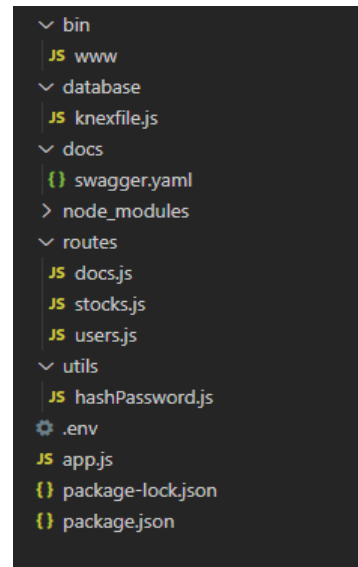 bin
JS www
database
JS knexfile.js
docs
{} swagger.yaml
node_modules
routes
JS docs.js
JS stocks.js
JS users.js
utils
JS hashPassword.js
.env
JS app.js
{} package-lock.json
{} package.json